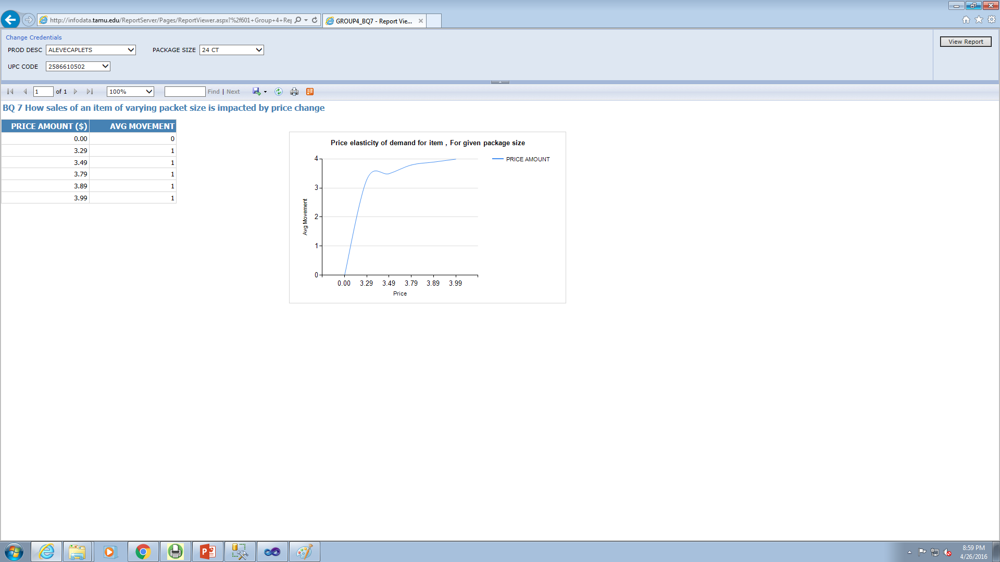 http://infodata.tamu.edu/ReportServer/Pages/ReportViewer.aspx?%2f601+Group+4+Rep
GROUP4_BQ7 - Report Vie...
Change Credentials
View Report
PROD DESC ALEVECAPLETS PACKAGE SIZE 24 CT
UPC CODE 2586610502
1 of 1 100% Find | Next
BQ 7 How sales of an item of varying packet size is impacted by price change
PRICE AMOUNT ($) AVG MOVEMENT
0.00 0
3.29 1
3.49 1
3.79 1
3.89 1
3.99 1
Price elasticity of demand for item , For given package size
PRICE AMOUNT
4
3
2
1
0
Avg Movement
0.00 3.29 3.49 3.79 3.89 3.99
Price
8:59 PM
4/26/2016